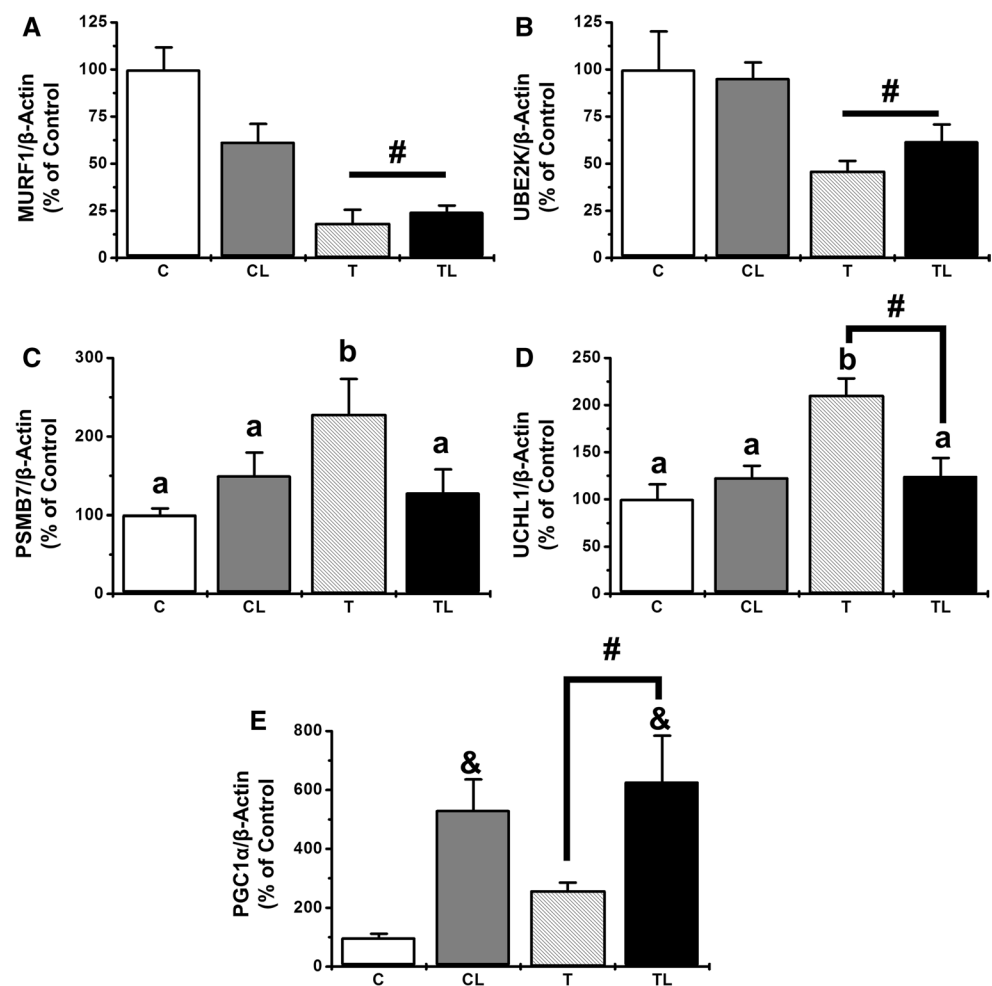 A
MURF1/β-Actin
(% of Control
125
100
75
50
25
0
#
C CL T TL
B
UBE2K/β-Actin
(% of Control
125
100
75
50
25
0
#
C CL T TL
C
PSMB7/β-Actin
(% of Control
300
200
100
0
a a b a
C CL T TL
D
UCHL1/β-Actin
(% of Control
250
200
150
100
50
0
#
a a b a
C CL T TL
E
PGC1α/β-Actin
(% of Control
800
600
400
200
0
#
& &
C CL T TL